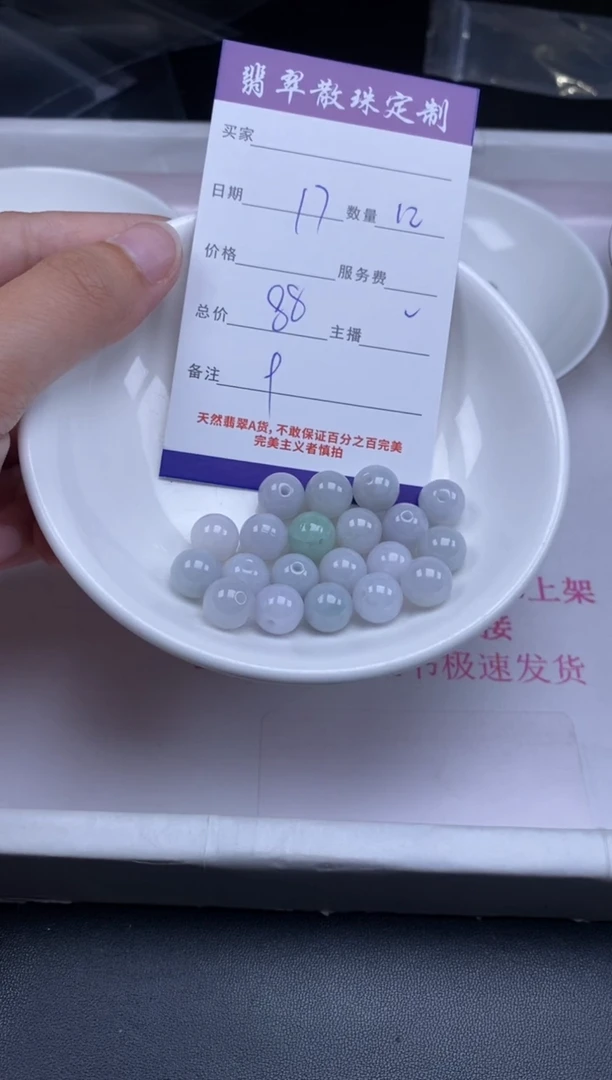 翡翠散珠定制
买家
日期 17 数量 12
价格 服务费
总价 88 主播
备注
天然翡翠A货,不敢保证百分之百完美
完美主义者慎拍
上架
接
极速发货